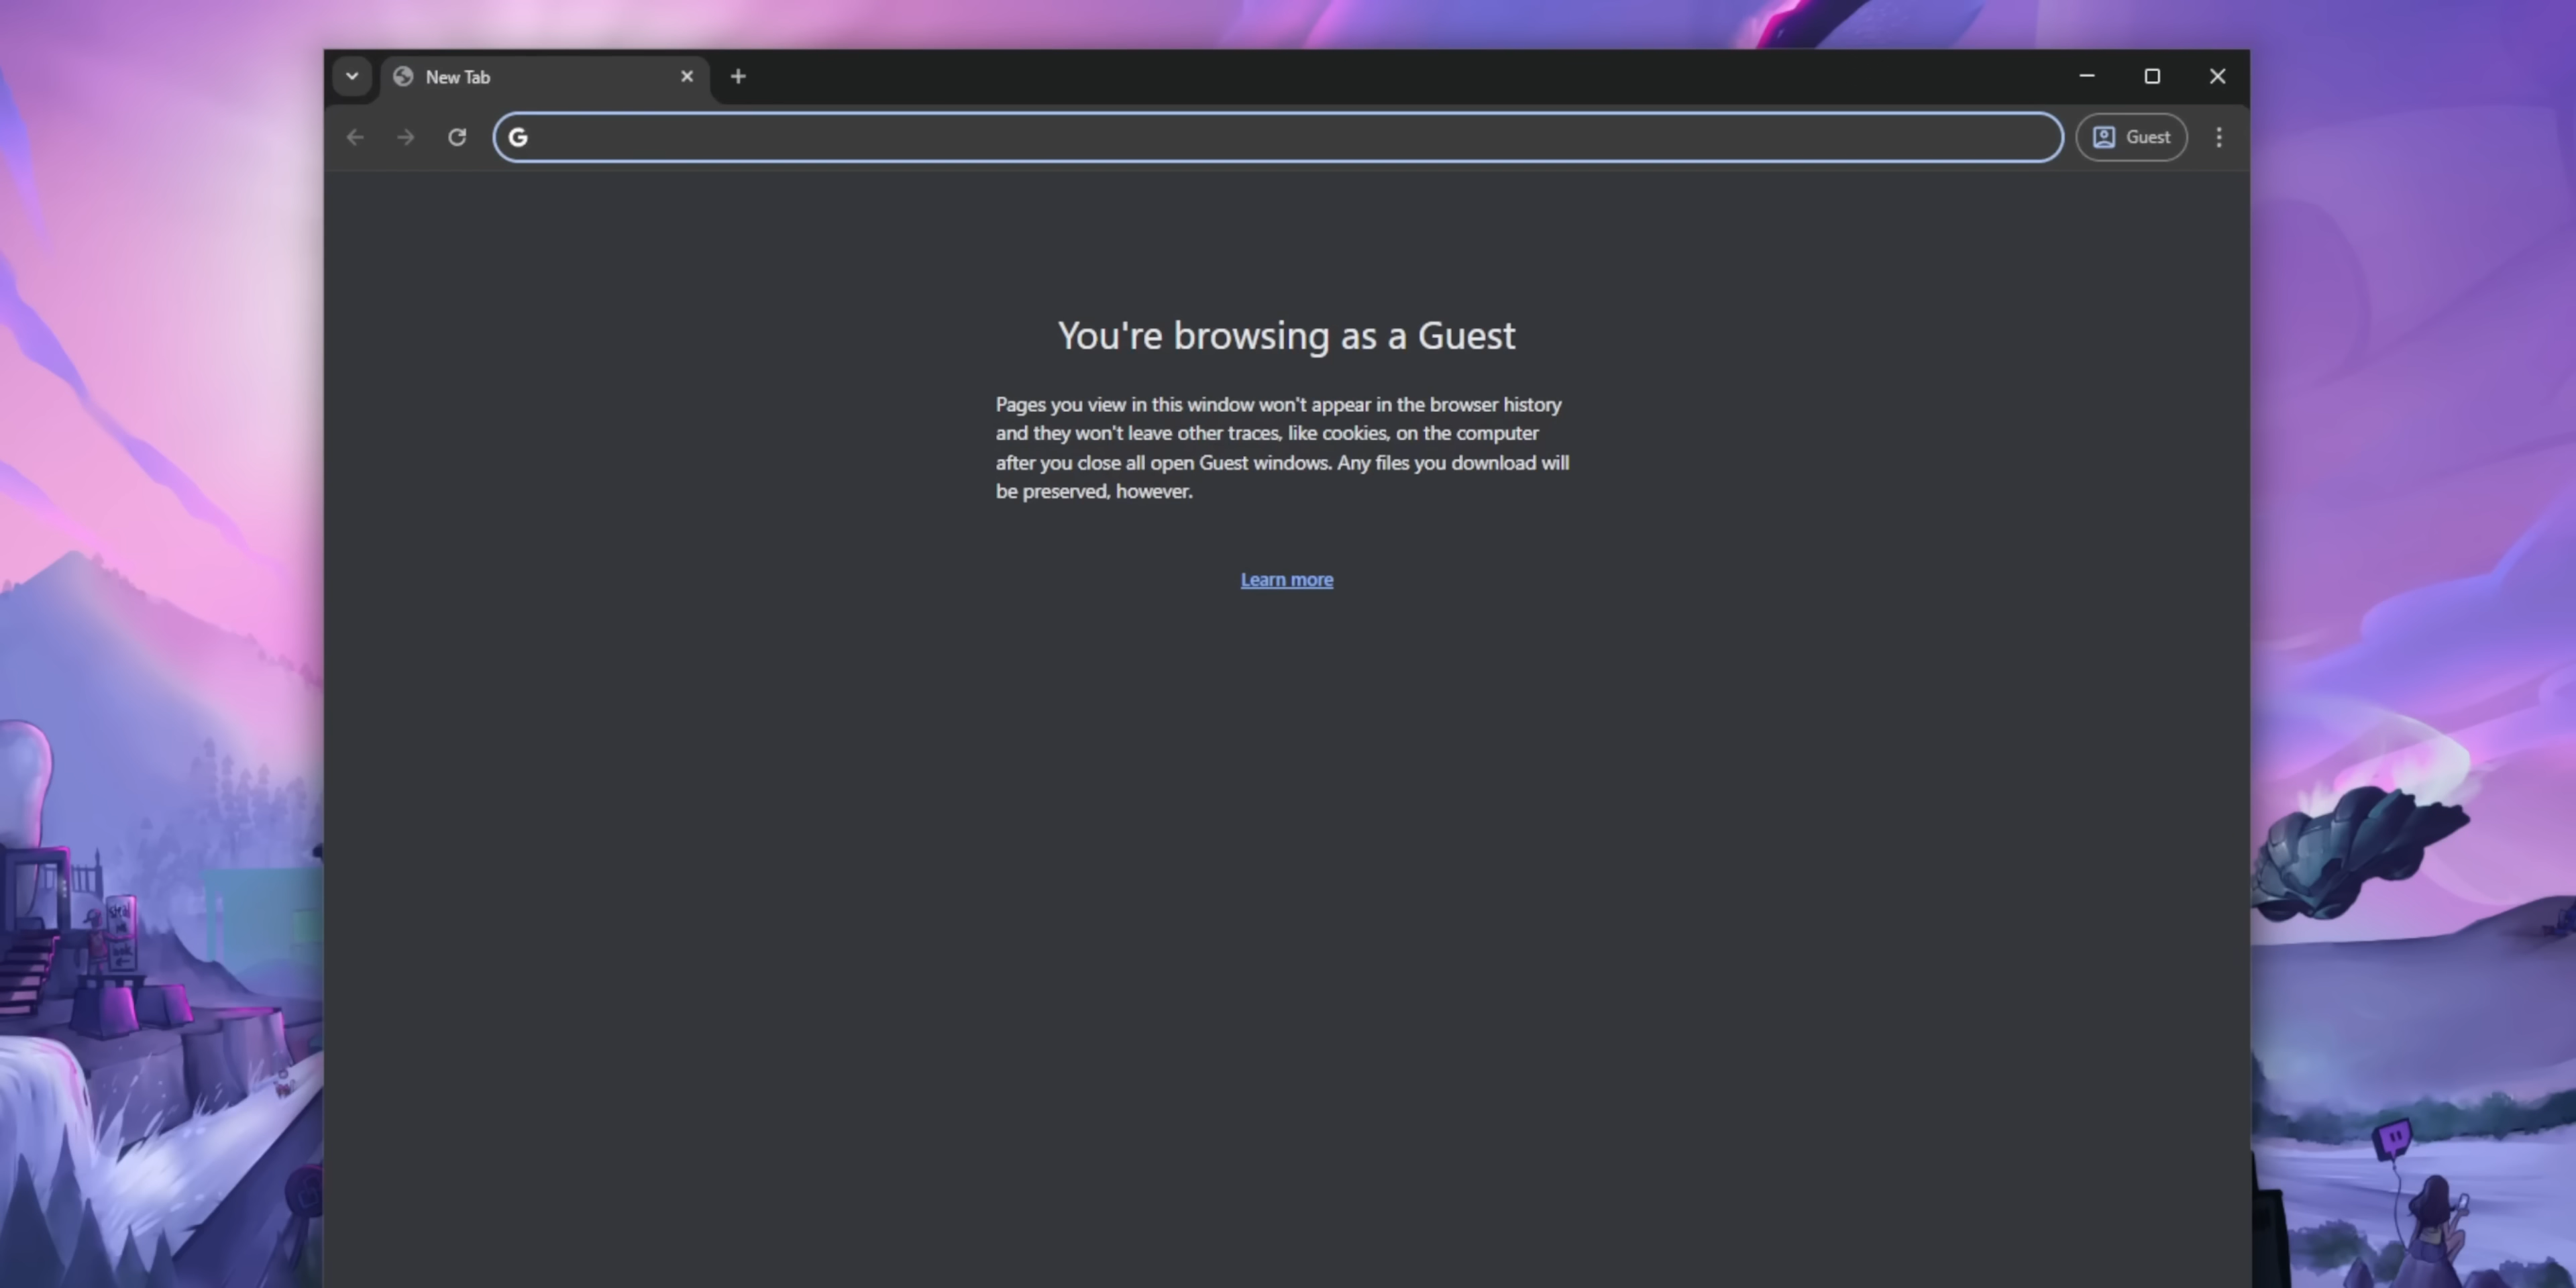 New Tab
G
Guest
You're browsing as a Guest
Pages you view in this window won't appear in the browser history
and they won't leave other traces, like cookies, on the computer
after you close all open Guest windows. Any files you download will
be preserved, however.
Learn more